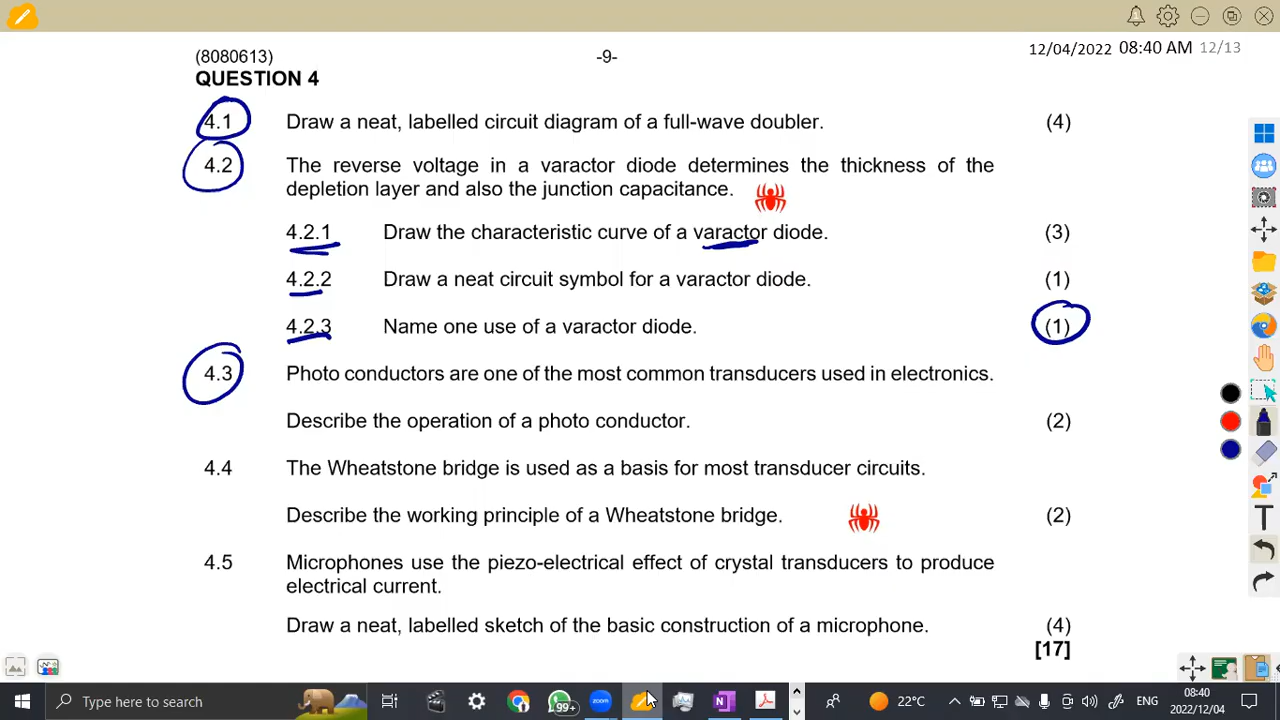 12/04/2022 08:40 AM 12/13
(8080613) -9-
QUESTION 4
4.1 Draw a neat, labelled circuit diagram of a full-wave doubler. (4)
4.2 The reverse voltage in a varactor diode determines the thickness of the
depletion layer and also the junction capacitance.
4.2.1 Draw the characteristic curve of a varactor diode. (3)
4.2.2 Draw a neat circuit symbol for a varactor diode. (1)
4.2.3 Name one use of a varactor diode. (1)
4.3 Photo conductors are one of the most common transducers used in electronics.
Describe the operation of a photo conductor. (2)
4.4 The Wheatstone bridge is used as a basis for most transducer circuits.
Describe the working principle of a Wheatstone bridge. (2)
4.5 Microphones use the piezo-electrical effect of crystal transducers to produce
electrical current.
Draw a neat, labelled sketch of the basic construction of a microphone. (4)
[17]
T
Type here to search
99+
zoom
N
22°C
ENG
08:40
2022/12/04